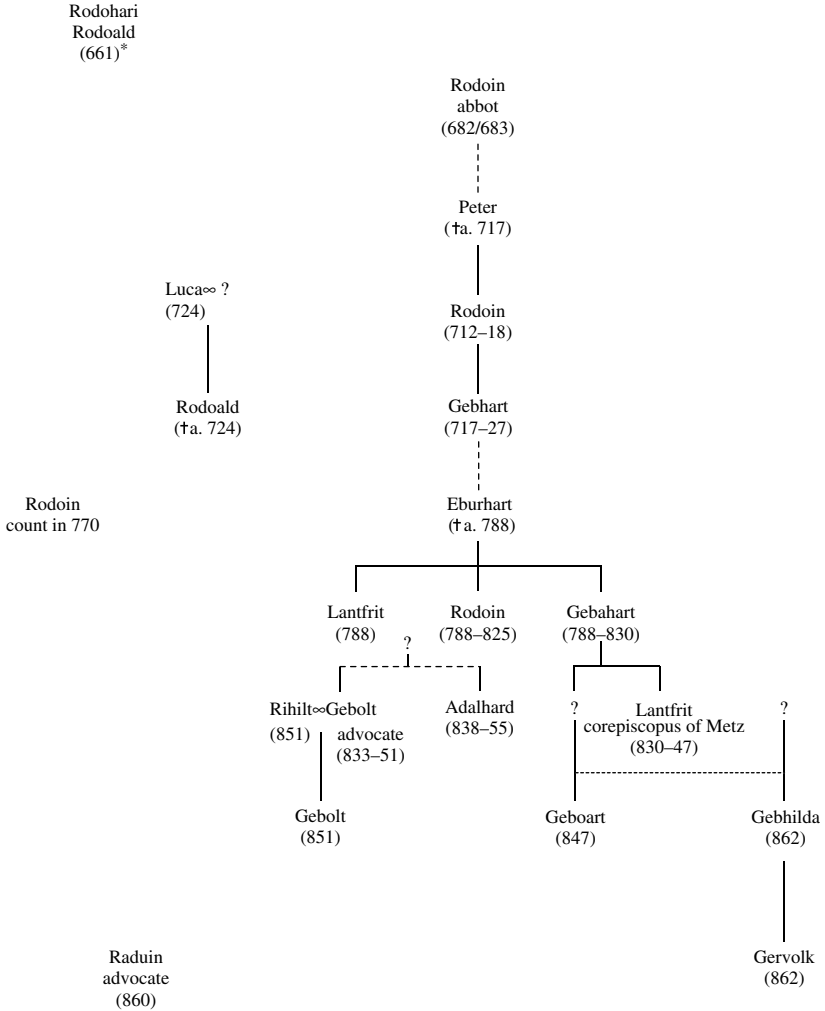 Rodohari
Rodoald
(661)*
Rodoin
abbot
(682/683)
Peter
(†a. 717)
Luca∞ ?
(724)
Rodoin
(712–18)
Rodoald
(†a. 724)
Gebhart
(717–27)
Rodoin
count in 770
Eburhart
(†a. 788)
Lantfrit
(788)
Rodoin
(788–825)
Gebahart
(788–830)
?
Rihilt∞Gebolt
(851)
advocate
(833–51)
Adalhard
(838–55)
?
Lantfrit
corepiscopus of Metz
(830–47)
?
Gebolt
(851)
Geboart
(847)
Gebhilda
(862)
Raduin
advocate
(860)
Gervolk
(862)